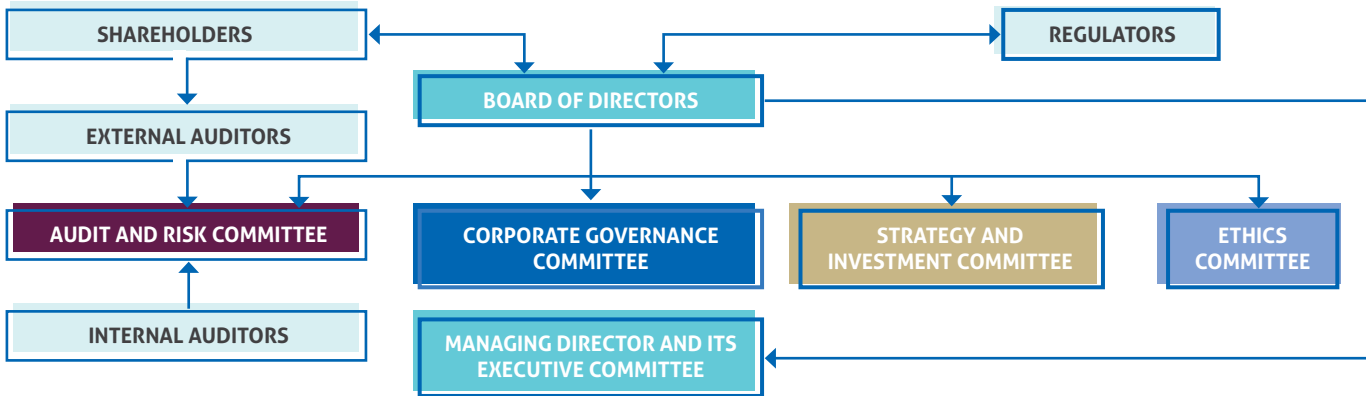 SHAREHOLDERS
REGULATORS
BOARD OF DIRECTORS
EXTERNAL AUDITORS
AUDIT AND RISK COMMITTEE
CORPORATE GOVERNANCE
COMMITTEE
STRATEGY AND
INVESTMENT COMMITTEE
ETHICS
COMMITTEE
INTERNAL AUDITORS
MANAGING DIRECTOR AND ITS
EXECUTIVE COMMITTEE